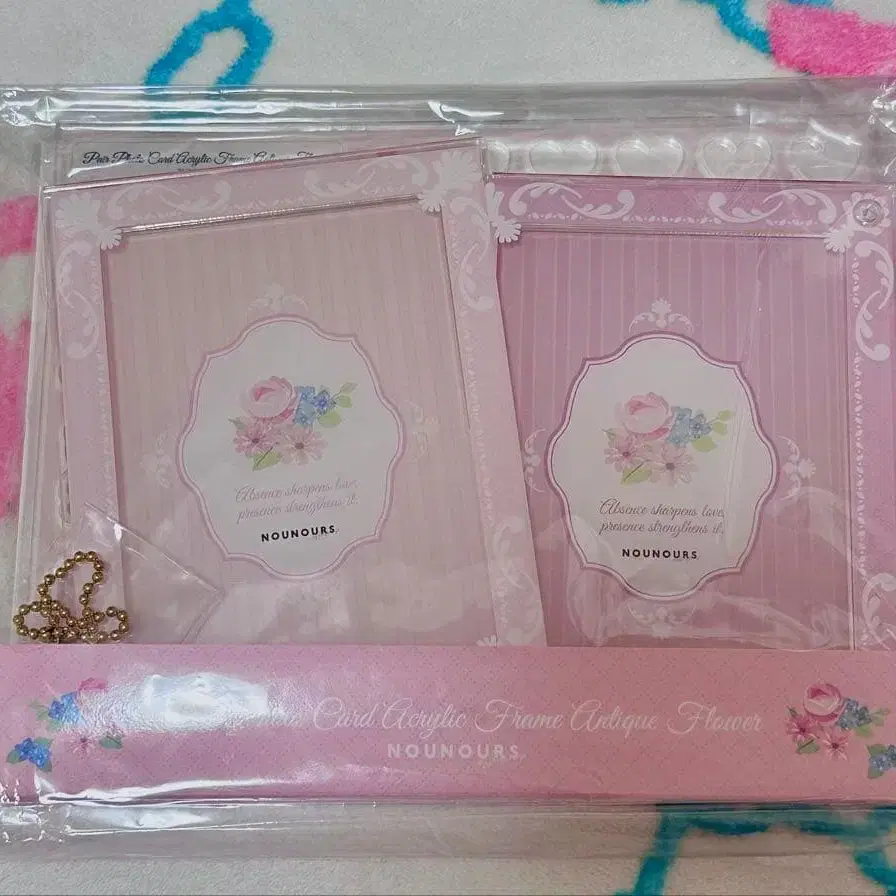 Pair Photo Card Acrylic Frame Antique
Absence sharpens love,
presence strengthens it.
NOUNOURS
Absence sharpens love,
presence strengthens it.
NOUNOURS
Card Acrylic Frame Antique Flower
NOUNOURS